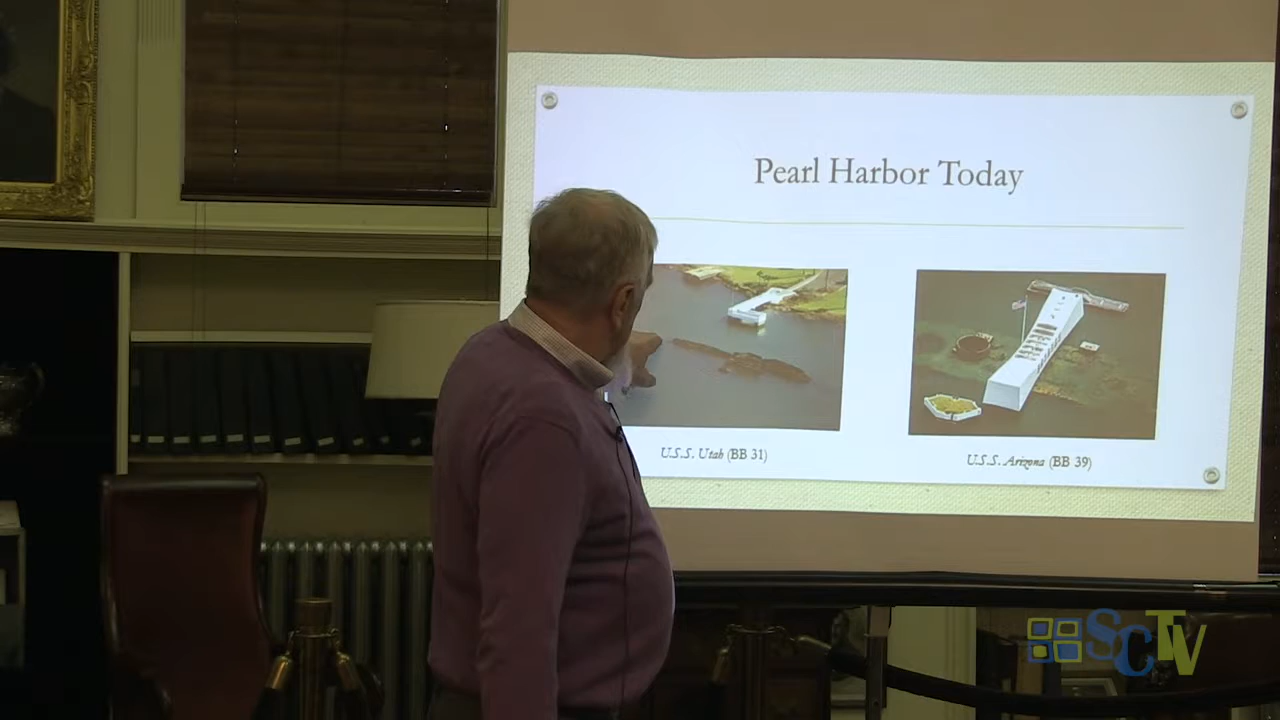 Pearl Harbor Today
U.S.S. Utah (BB 31)
U.S.S. Arizona (BB 39)
SCTV